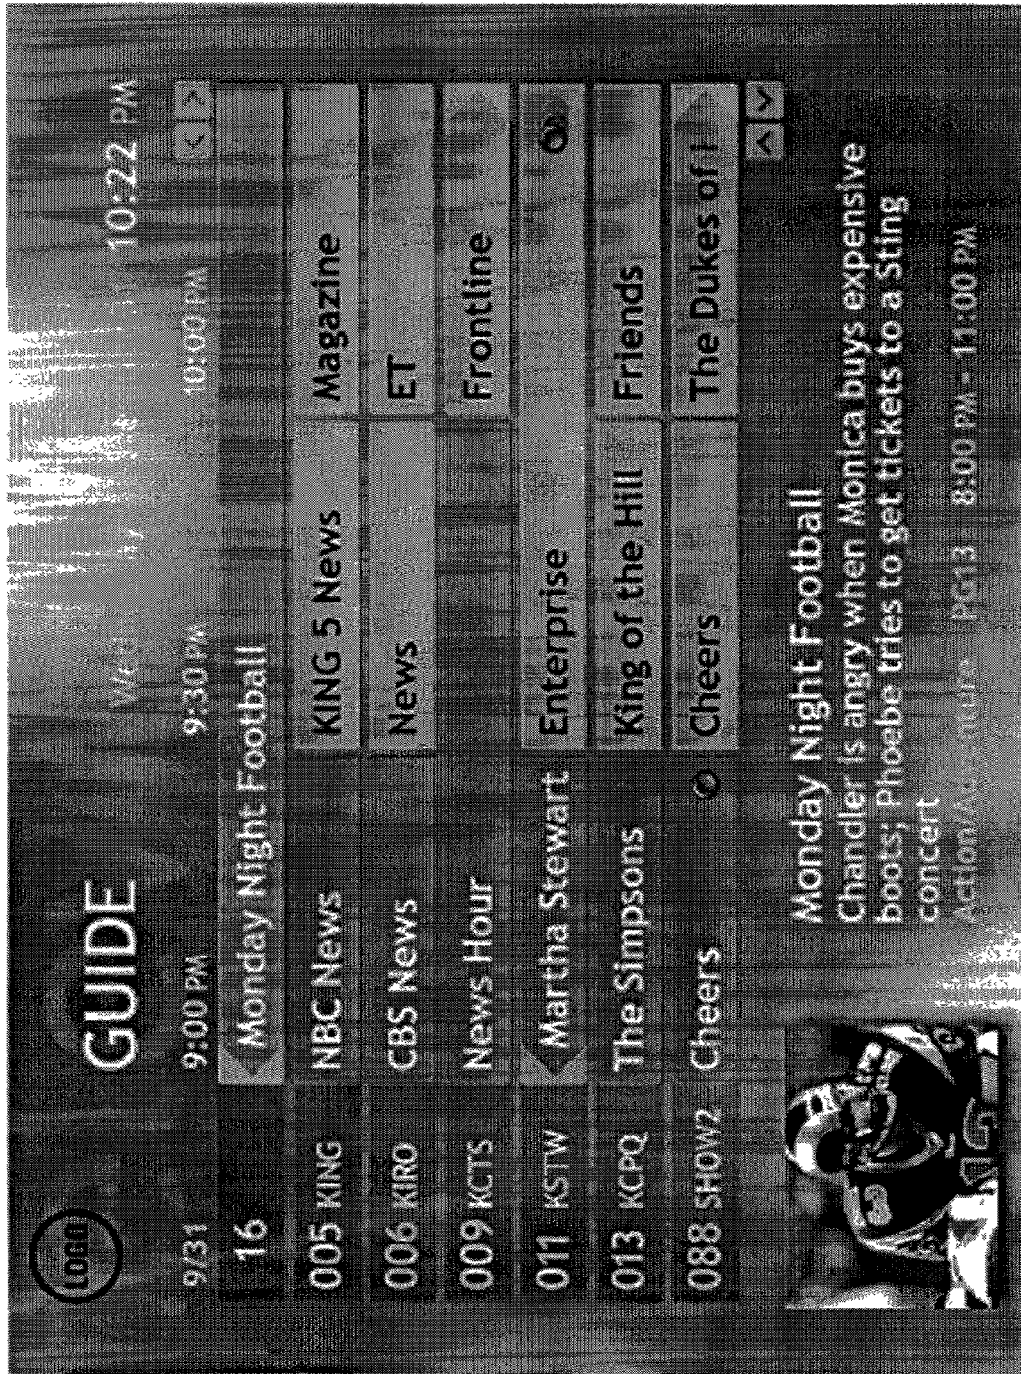 LOGO
GUIDE
10:22 PM
9/31 9:00 PM 9:30 PM 10:00 PM < >
16 Monday Night Football
005 KING NBC News KING 5 News Magazine
006 KIRO CBS News News ET
009 KCTS News Hour Frontline
011 KSTW Martha Stewart Enterprise
013 KCPQ The Simpsons King of the Hill Friends
088 SHOW2 Cheers Cheers The Dukes of
Monday Night Football
Chandler is angry when Monica buys expensive
boots; Phoebe tries to get tickets to a Sting
concert
PG13 8:00 PM - 11:00 PM